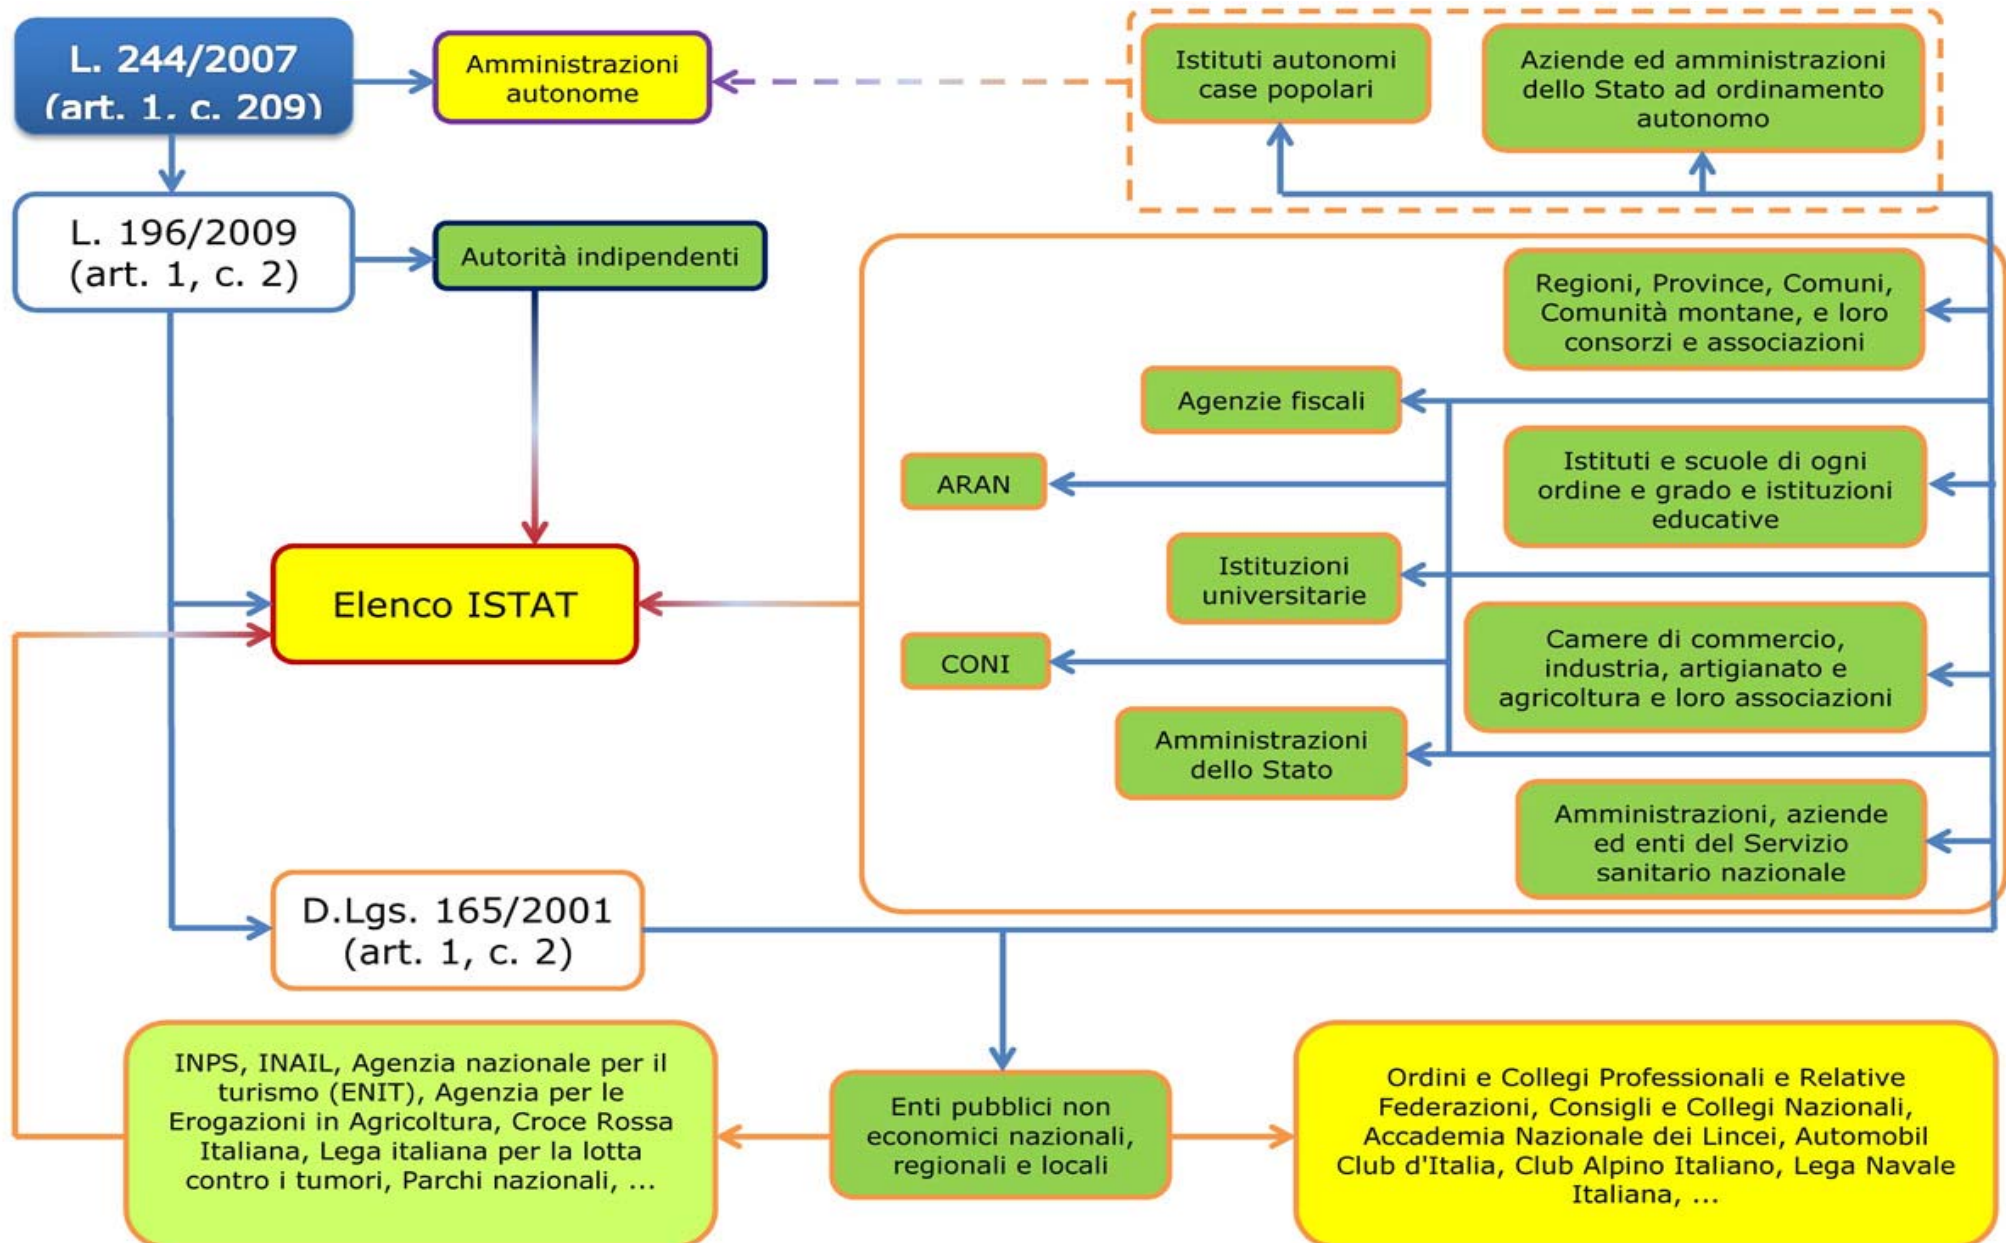 L. 244/2007
(art. 1, c. 209)
Amministrazioni
autonome
Istituti autonomi
case popolari
Aziende ed amministrazioni
dello Stato ad ordinamento
autonomo
L. 196/2009
(art. 1, c. 2)
Autorità indipendenti
Regioni, Province, Comuni,
Comunità montane, e loro
consorzi e associazioni
Agenzie fiscali
ARAN
Istituti e scuole di ogni
ordine e grado e istituzioni
educative
Istituzioni
universitarie
Elenco ISTAT
CONI
Camere di commercio,
industria, artigianato e
agricoltura e loro associazioni
Amministrazioni
dello Stato
Amministrazioni, aziende
ed enti del Servizio
sanitario nazionale
D.Lgs. 165/2001
(art. 1, c. 2)
INPS, INAIL, Agenzia nazionale per il
turismo (ENIT), Agenzia per le
Erogazioni in Agricoltura, Croce Rossa
Italiana, Lega italiana per la lotta
contro i tumori, Parchi nazionali, ...
Enti pubblici non
economici nazionali,
regionali e locali
Ordini e Collegi Professionali e Relative
Federazioni, Consigli e Collegi Nazionali,
Accademia Nazionale dei Lincei, Automobil
Club d'Italia, Club Alpino Italiano, Lega Navale
Italiana, ...